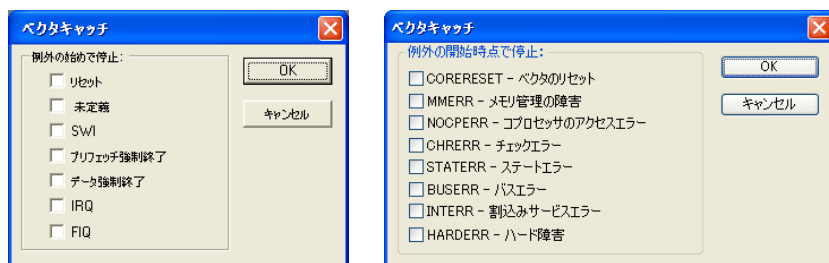 ベクタキャッチ
例外の始めで停止:
リセット
未定義
SWI
プリフェッチ強制終了
データ強制終了
IRQ
FIQ
OK
キャンセル
ベクタキャッチ
例外の開始時点で停止:
CORERESET - ベクタのリセット
MMERR - メモリ管理の障害
NOCPERR - コプロセッサのアクセスエラー
CHRERR - チェックエラー
STATERR - ステートエラー
BUSERR - バスエラー
INTERR - 割込みサービスエラー
HARDERR - ハード障害
OK
キャンセル